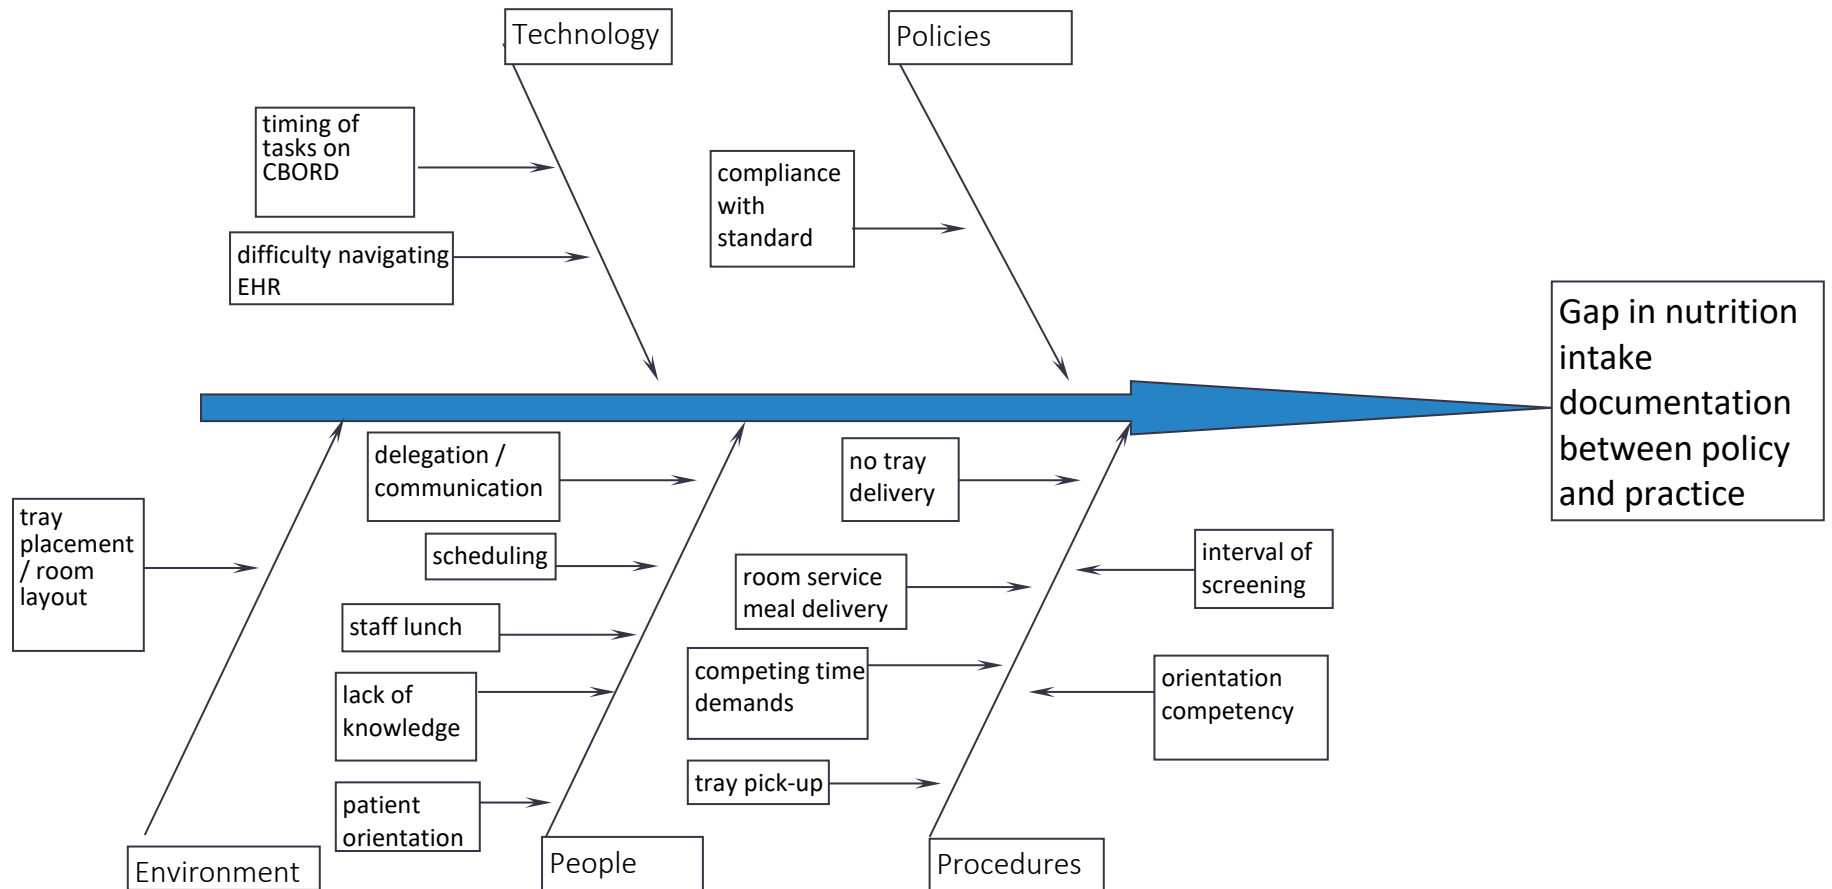 Technology
Policies
timing of
tasks on
CBORD
compliance
with
standard
difficulty navigating
EHR
Gap in nutrition
intake
documentation
between policy
and practice
delegation /
communication
no tray
delivery
tray
placement
/ room
layout
scheduling
interval of
screening
room service
meal delivery
staff lunch
competing time
demands
orientation
competency
lack of
knowledge
tray pick-up
patient
orientation
Environment
People
Procedures